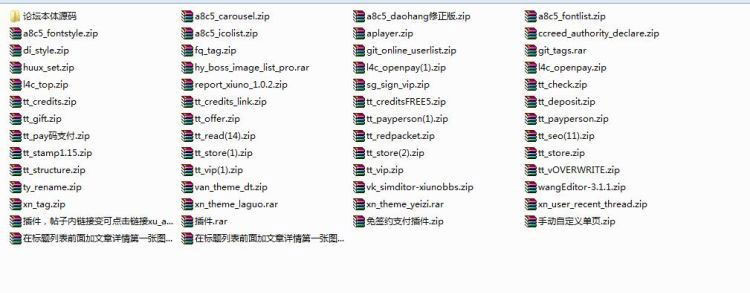 论坛本体源码 a8c5_carousel.zip a8c5_daohang修正版.zip a8c5_fontlist.zip
a8c5_fontstyle.zip a8c5_icolist.zip aplayer.zip ccreed_authority_declare.zip
di_style.zip fq_tag.zip git_online_userlist.zip git_tags.rar
huux_set.zip hy_boss_image_list_pro.rar l4c_openpay(1).zip l4c_openpay.zip
l4c_top.zip report_xiuno_1.0.2.zip sg_sign_vip.zip tt_check.zip
tt_credits.zip tt_credits_link.zip tt_creditsFREE5.zip tt_deposit.zip
tt_gift.zip tt_offer.zip tt_payperson(1).zip tt_payperson.zip
tt_pay码支付.zip tt_read(14).zip tt_redpacket.zip tt_seo(11).zip
tt_stamp1.15.zip tt_store(1).zip tt_store(2).zip tt_store.zip
tt_structure.zip tt_vip(1).zip tt_vip.zip tt_vOVERWRITE.zip
ty_rename.zip van_theme_dt.zip vk_simditor-xiunobbs.zip wangEditor-3.1.1.zip
xn_tag.zip xn_theme_laguo.rar xn_theme_yeizi.rar xn_user_recent_thread.zip
插件，帖子内链接变可点击链接xu_a... 插件.rar 免签约支付插件.zip 手动自定义单页.zip
在标题列表前面加文章详情第一张图... 在标题列表前面加文章详情第一张图...